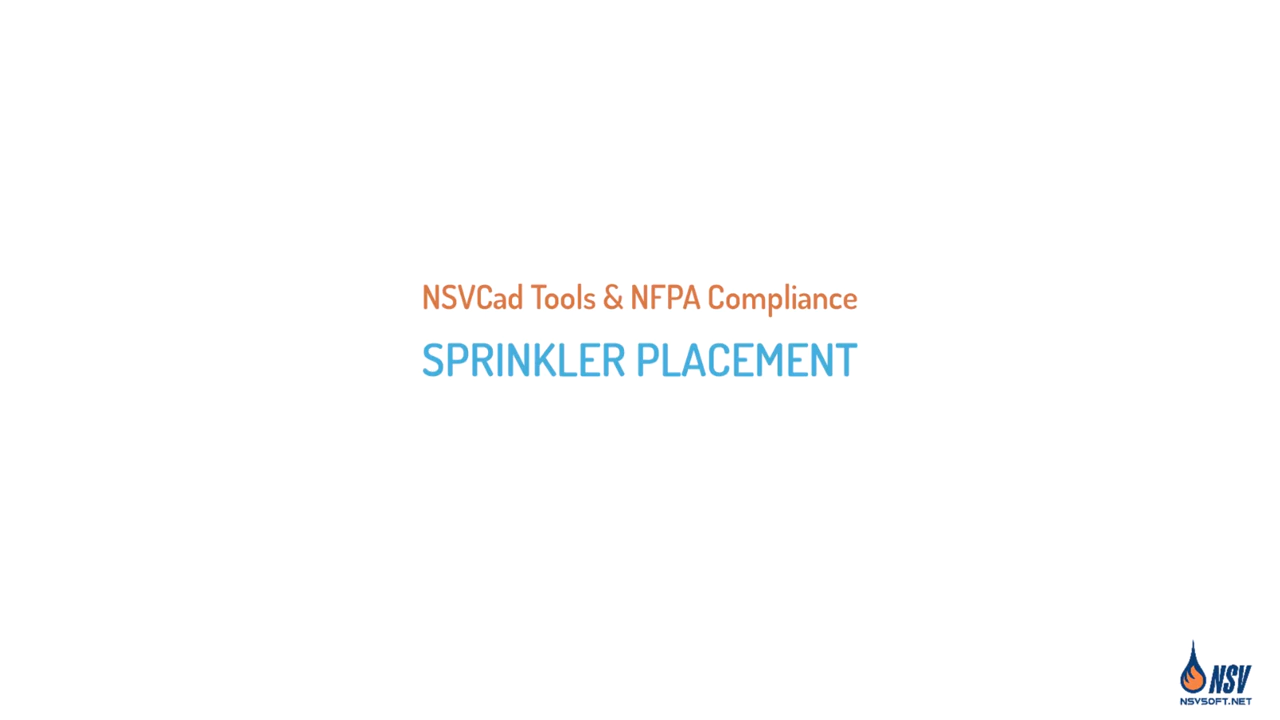 NSVCad Tools & NFPA Compliance
SPRINKLER PLACEMENT
NSV
NSVSOFT.NET